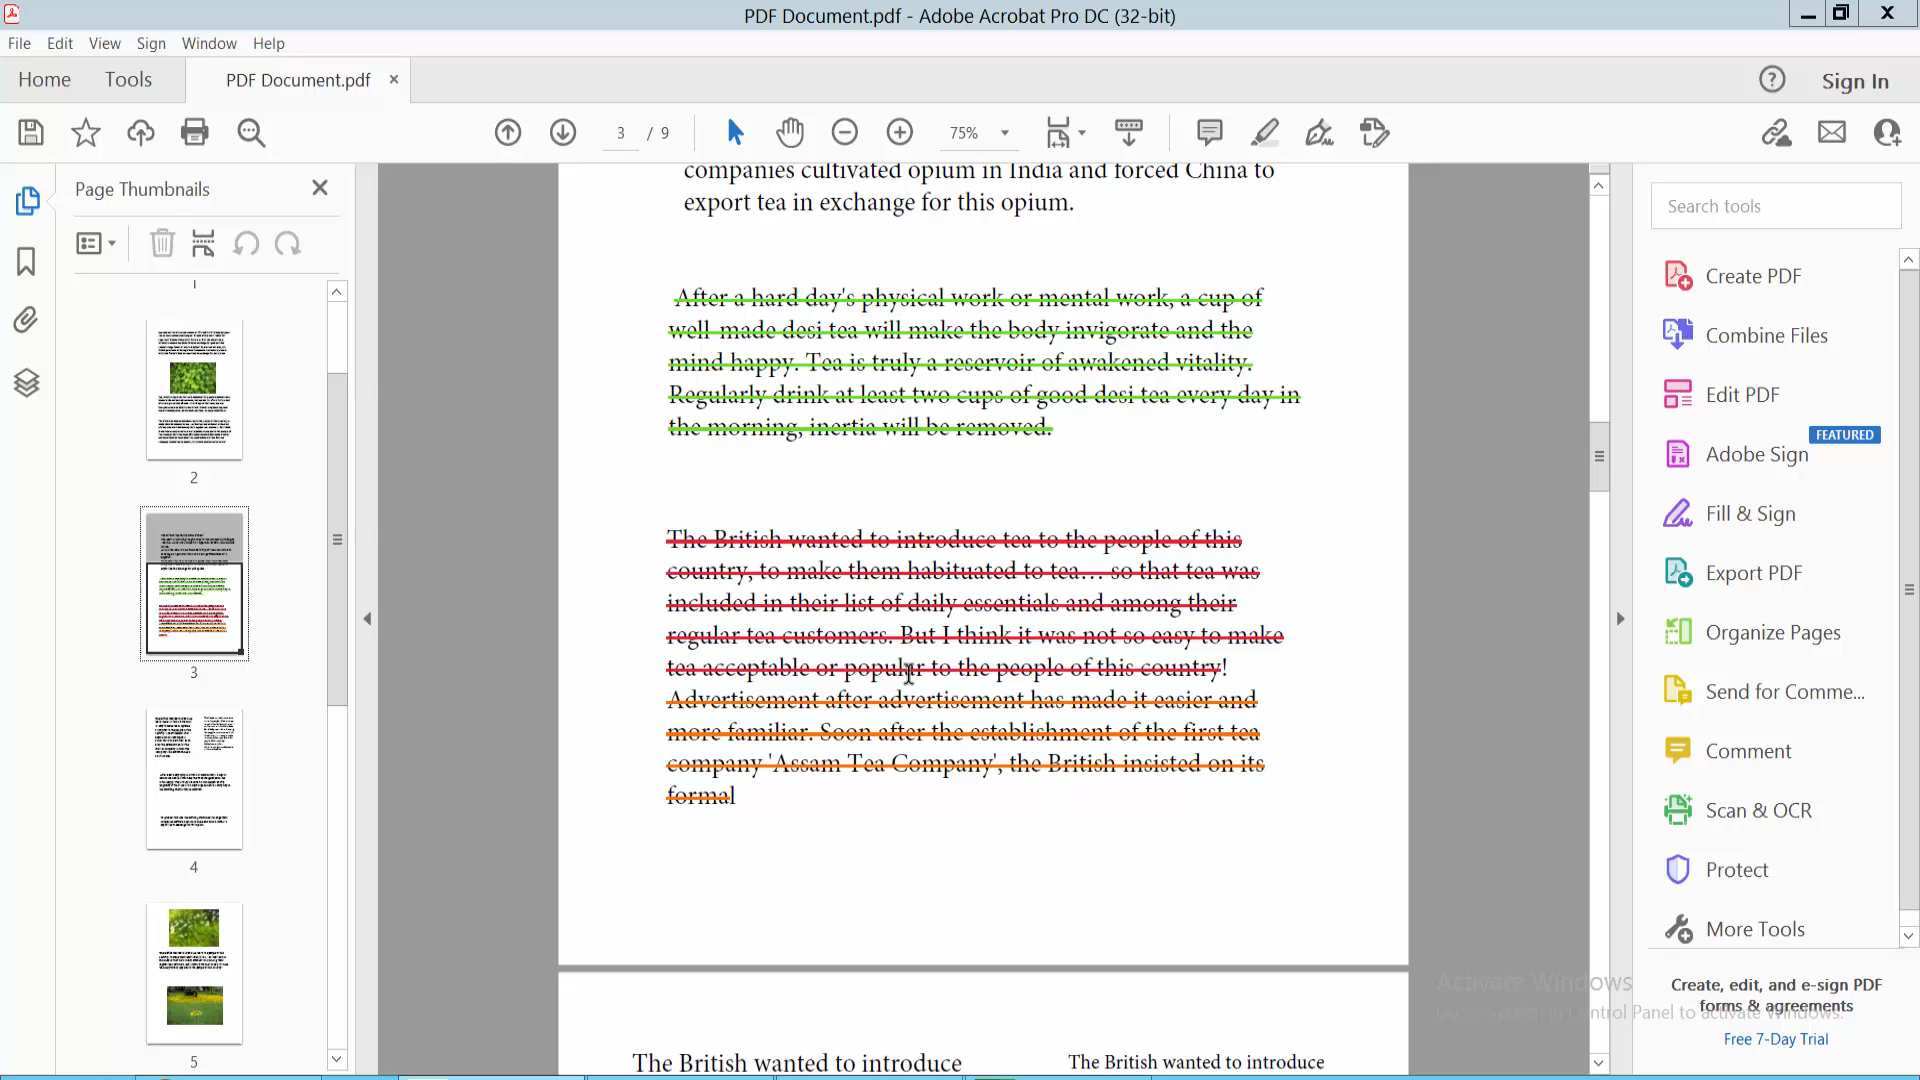 PDF Document.pdf - Adobe Acrobat Pro DC (32-bit)
File Edit View Sign Window Help
Home Tools PDF Document.pdf × Sign In
3 / 9 75%
Page Thumbnails
1
2
3
4
5
companies cultivated opium in India and forced China to
export tea in exchange for this opium.
After a hard day's physical work or mental work, a cup of
well-made desi tea will make the body invigorate and the
mind happy. Tea is truly a reservoir of awakened vitality.
Regularly drink at least two cups of good desi tea every day in
the morning, inertia will be removed.
The British wanted to introduce tea to the people of this
country, to make them habituated to tea... so that tea was
included in their list of daily essentials and among their
regular tea customers. But I think it was not so easy to make
tea acceptable or popular to the people of this country!
Advertisement after advertisement has made it easier and
more familiar. Soon after the establishment of the first tea
company 'Assam Tea Company', the British insisted on its
formal
The British wanted to introduce
The British wanted to introduce
Search tools
Create PDF
Combine Files
Edit PDF
FEATURED
Adobe Sign
Fill & Sign
Export PDF
Organize Pages
Send for Comme...
Comment
Scan & OCR
Protect
More Tools
Create, edit, and e-sign PDF
forms & agreements
Free 7-Day Trial
Activate Windows
Control Panel to activate Windows.